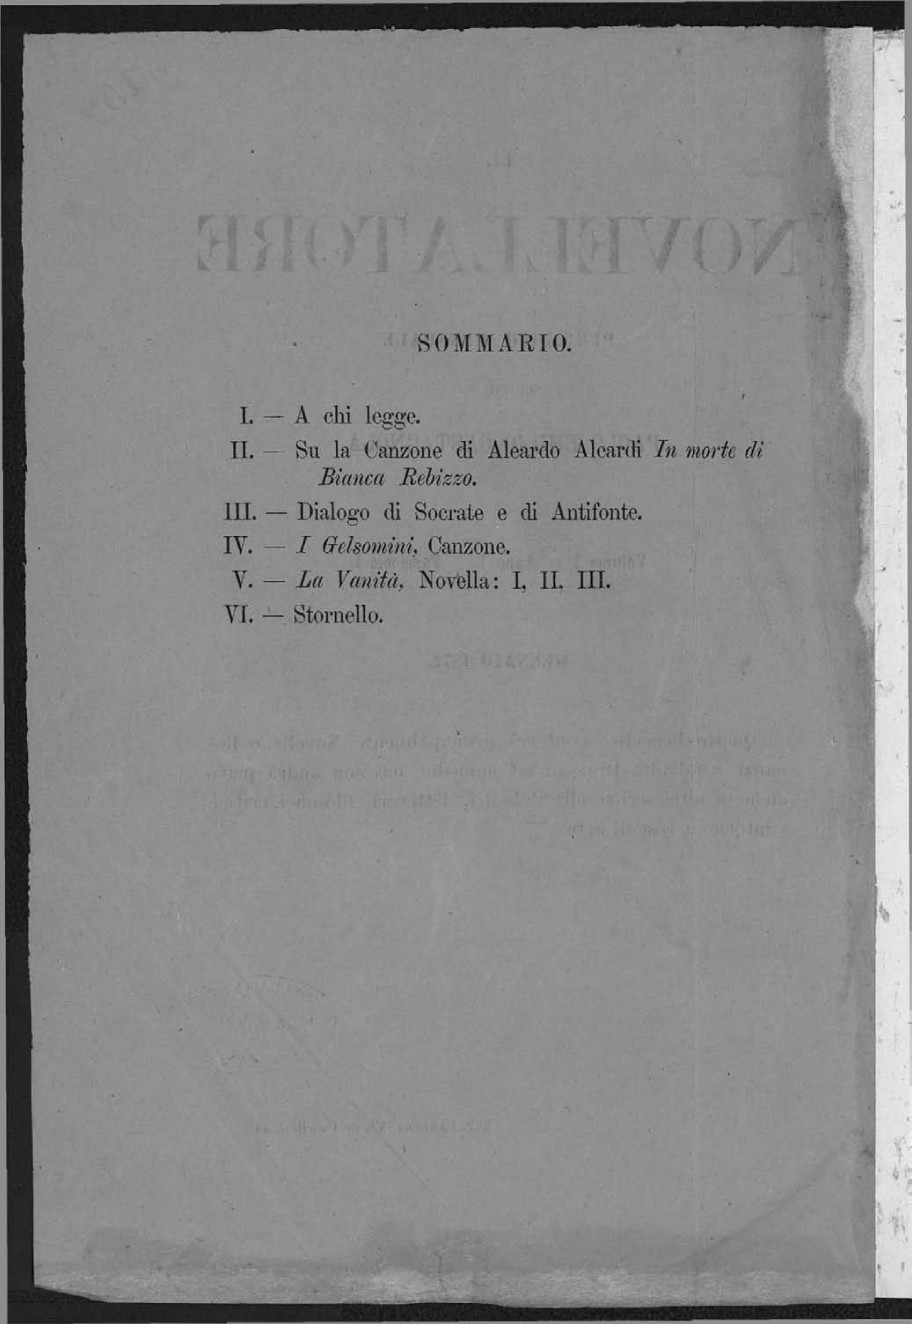 SOMMARIO.
I. — A chi legge.
II. — Su la Canzone di Aleardo Aleardi In morte di
Bianca Rebizzo.
III. — Dialogo di Socrate e di Antifonte.
IV. — I Gelsomini, Canzone.
V. — La Vanità, Novella: I, II, III.
VI. — Stornello.